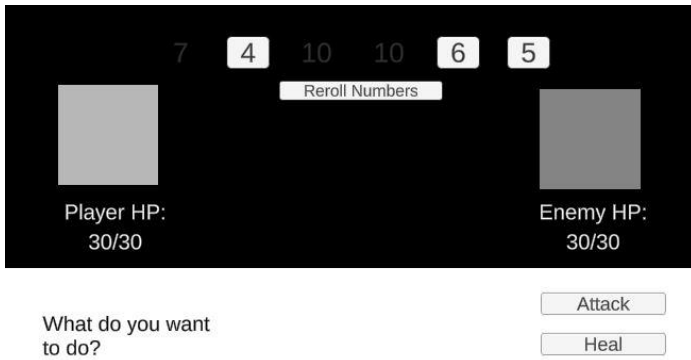 7 4 10 10 6 5
Reroll Numbers
Player HP:
30/30
Enemy HP:
30/30
Attack
What do you want
to do?
Heal